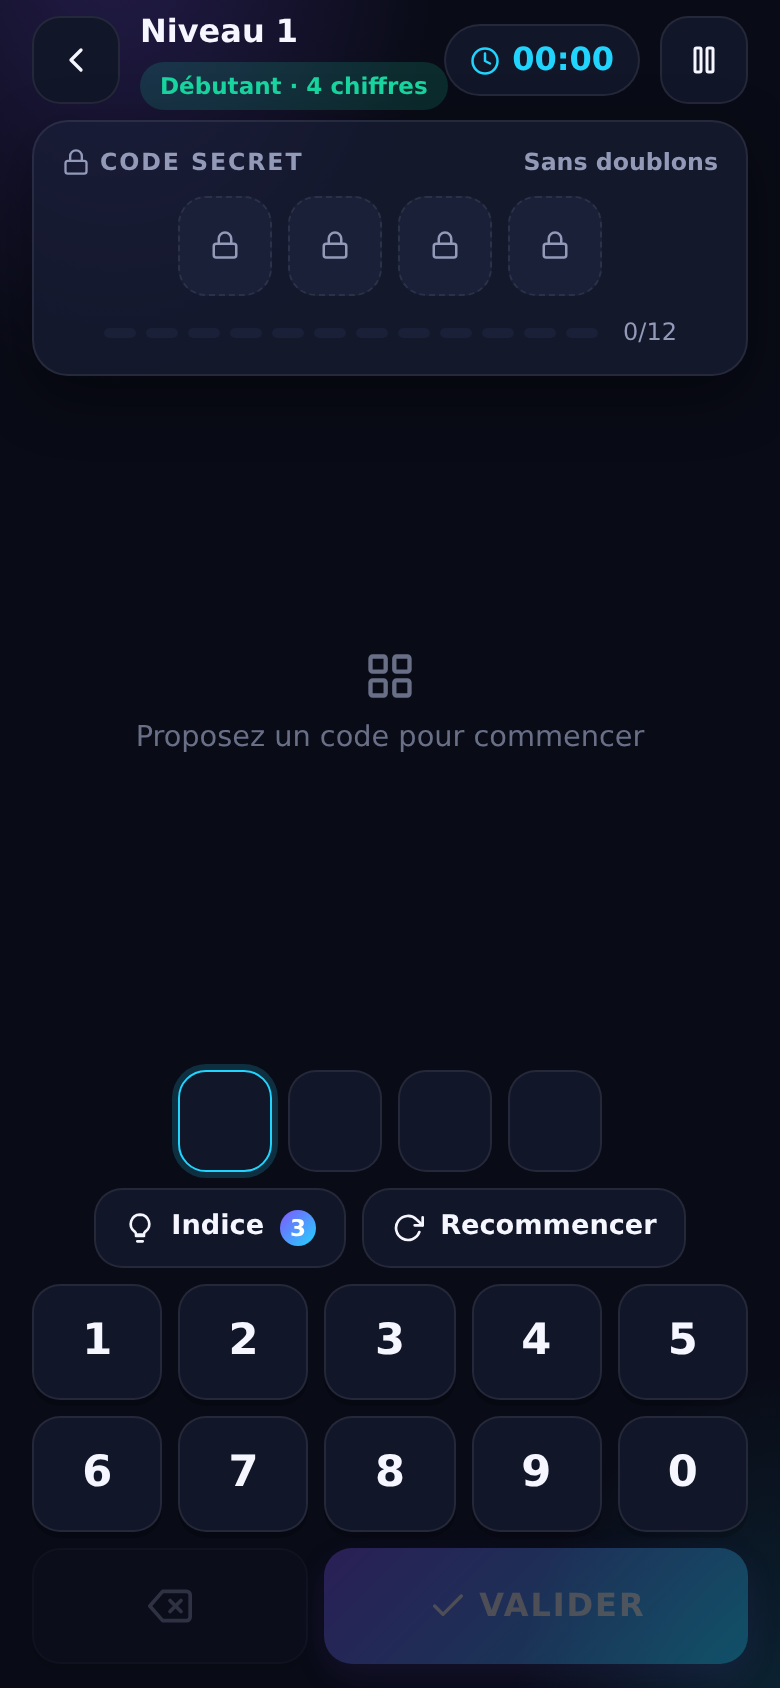 Niveau 1
Débutant · 4 chiffres
00:00
CODE SECRET
Sans doublons
0/12
Proposez un code pour commencer
Indice 3
Recommencer
1 2 3 4 5
6 7 8 9 0
VALIDER